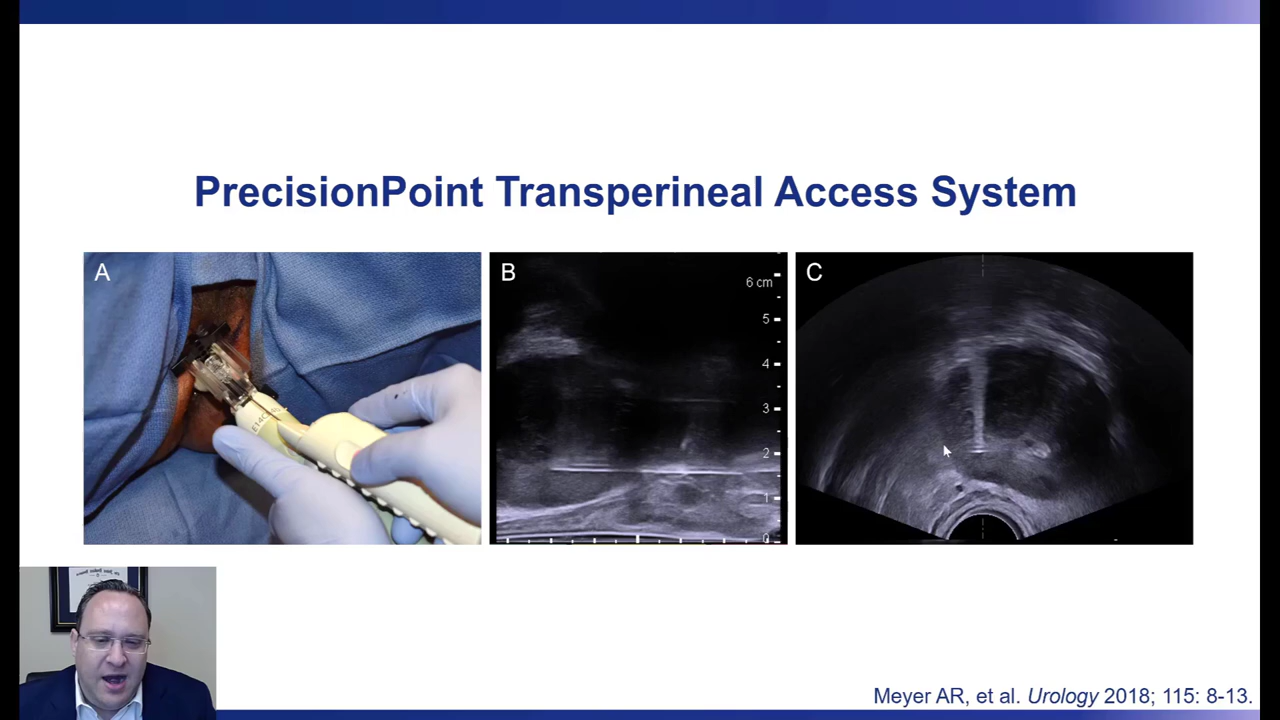 PrecisionPoint Transperineal Access System
A
B
6 cm
5
4
3
2
1
0
C
Meyer AR, et al. Urology 2018; 115: 8-13.